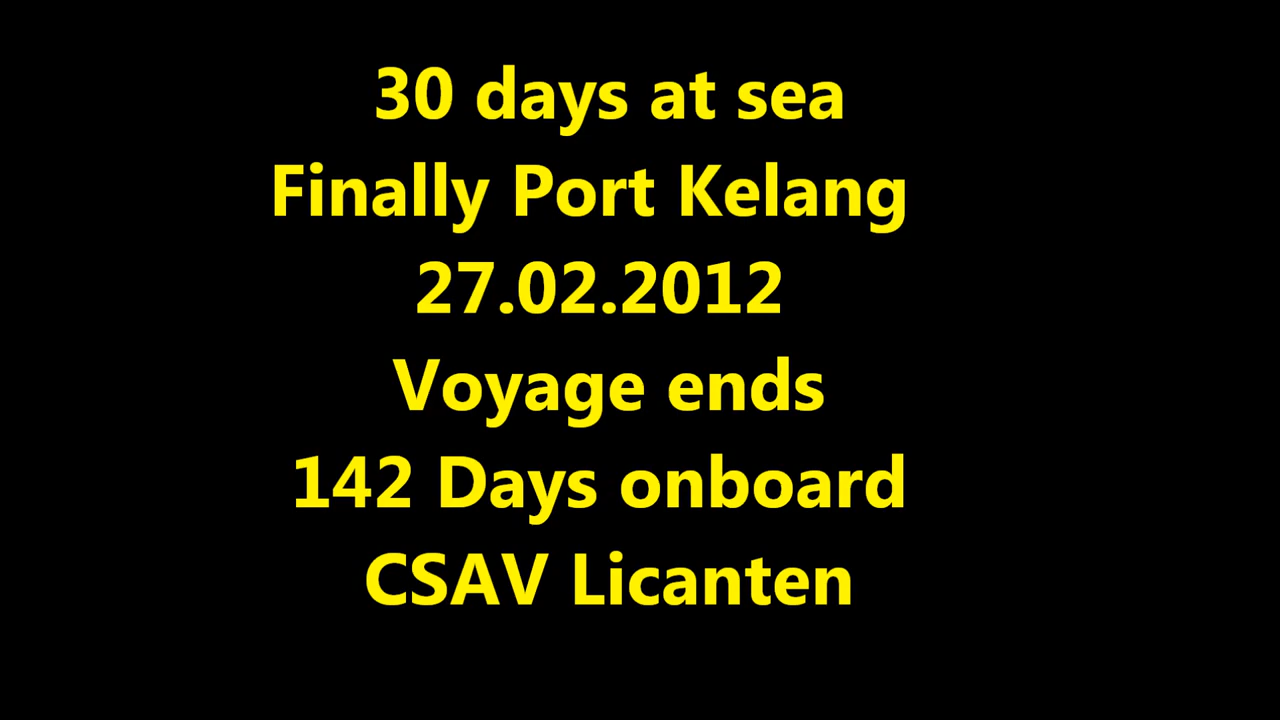 30 days at sea
Finally Port Kelang
27.02.2012
Voyage ends
142 Days onboard
CSAV Licanten